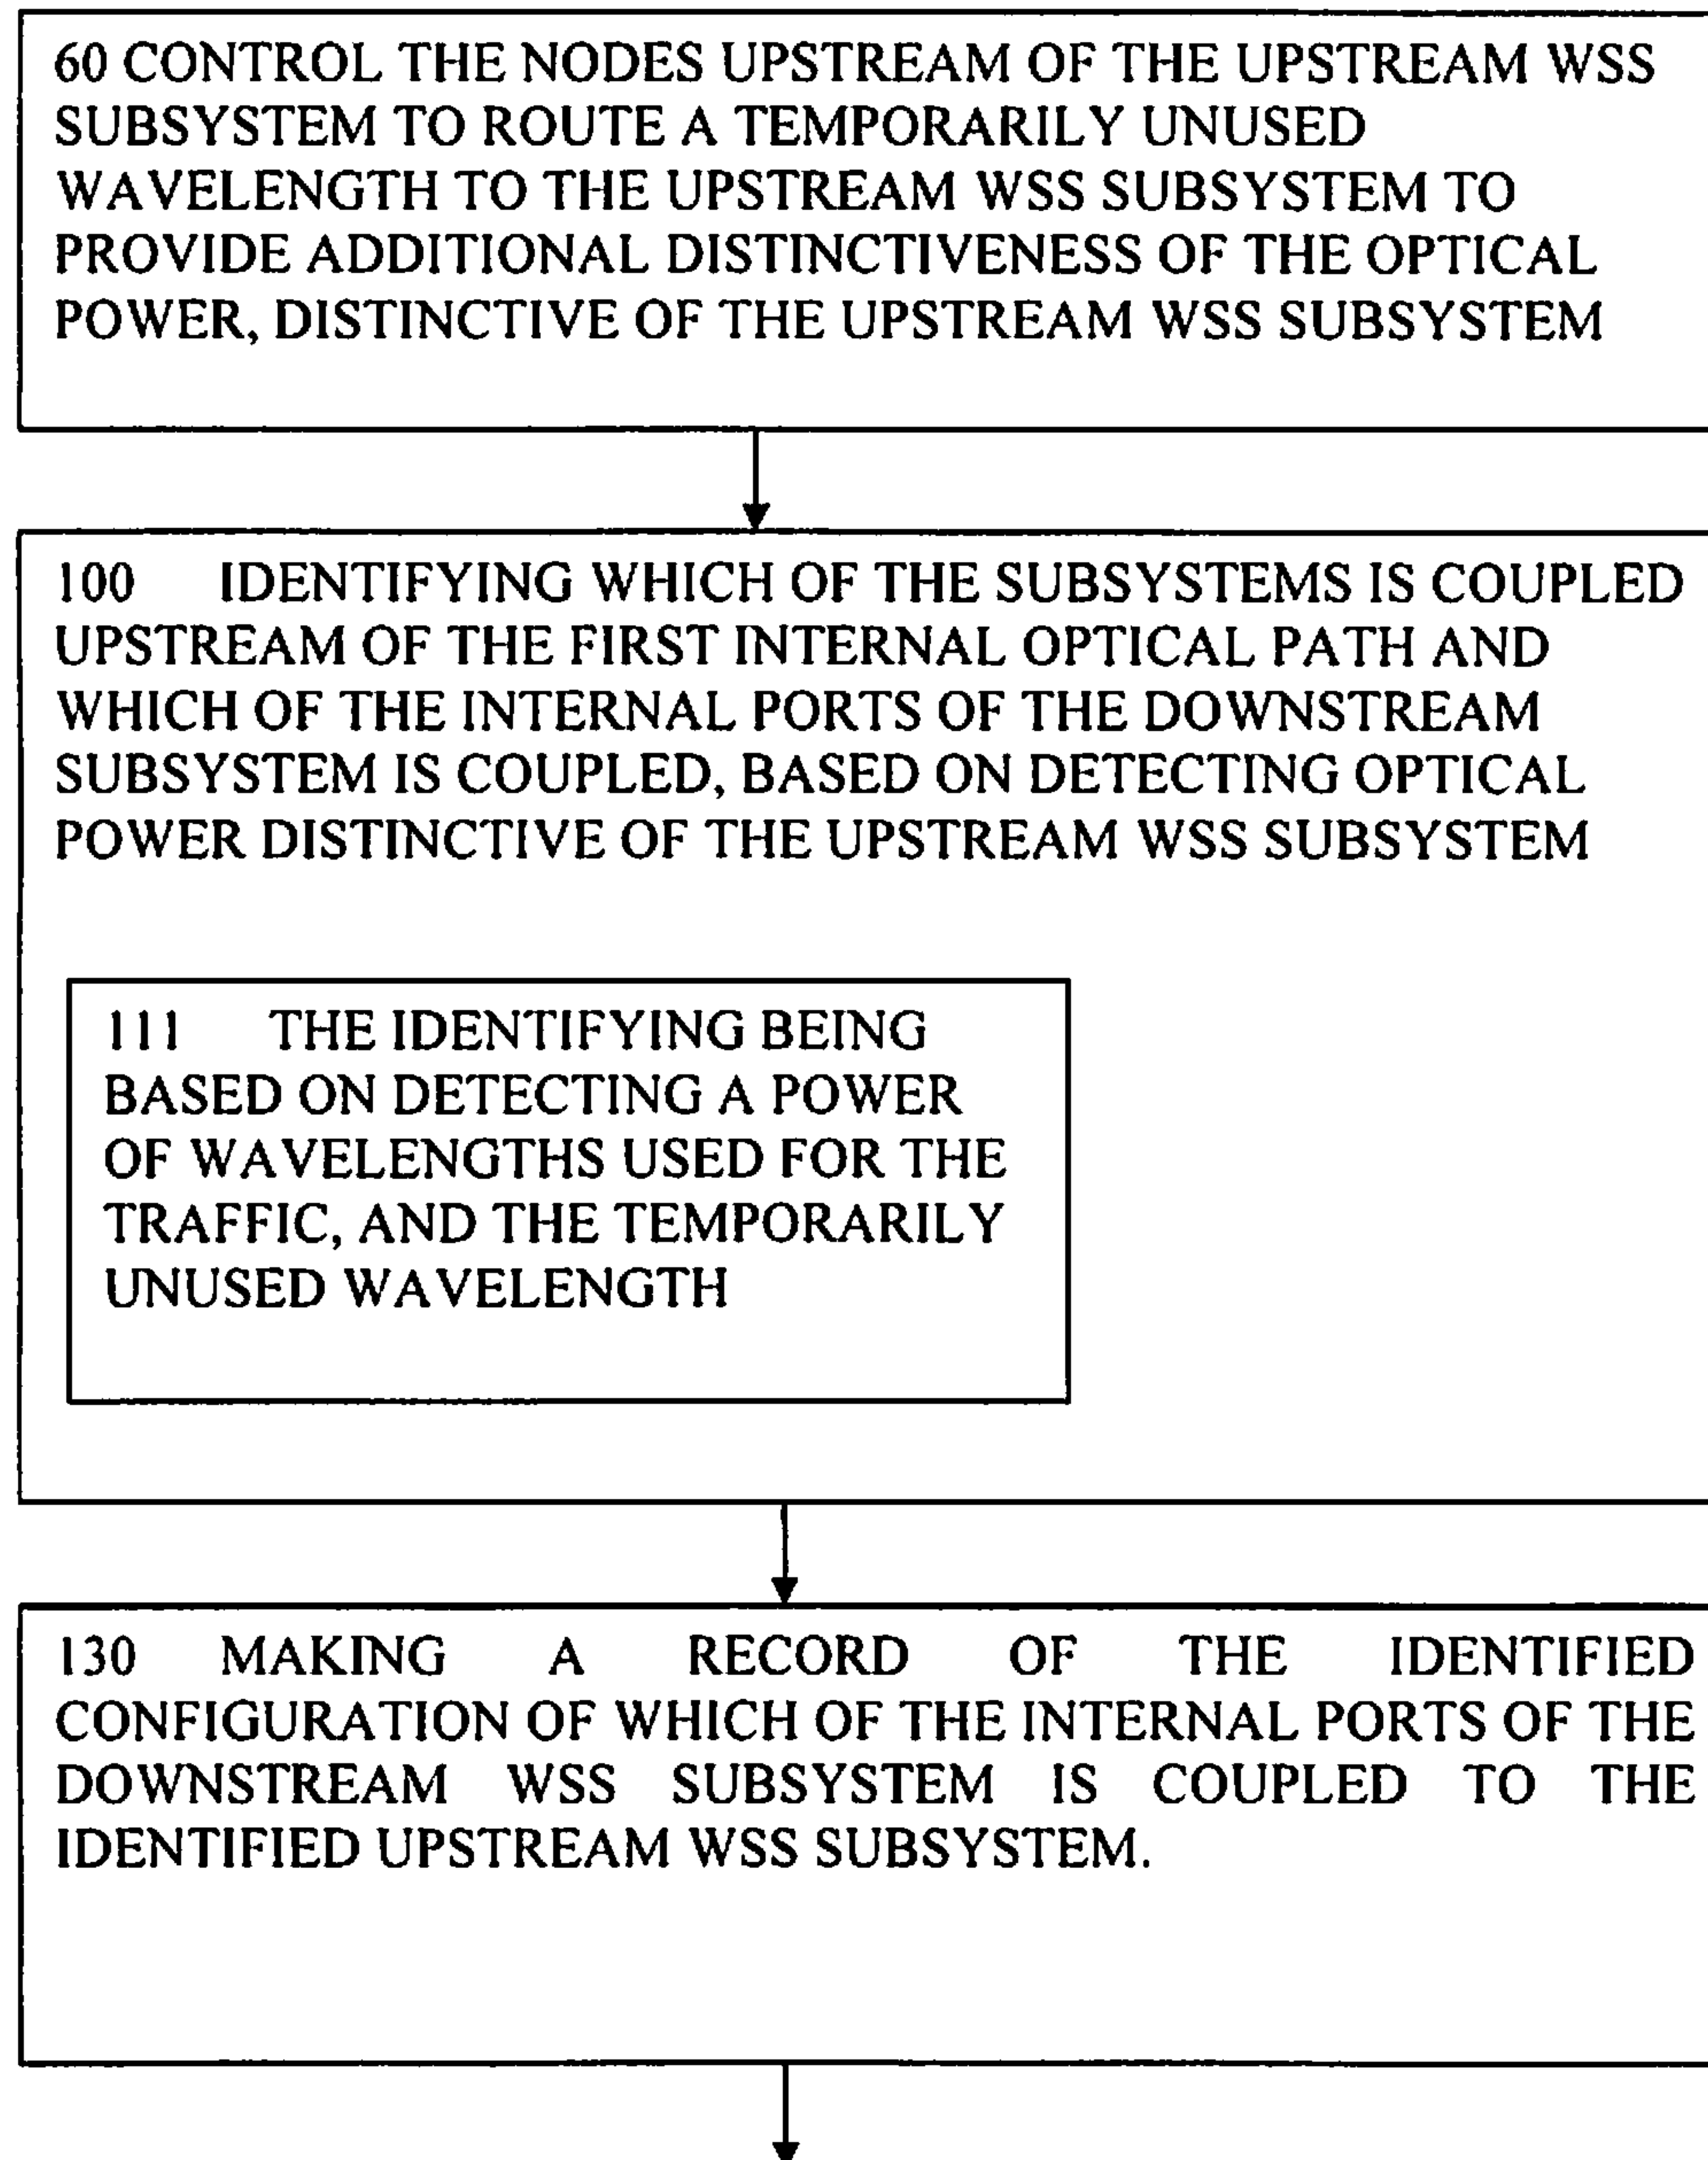 60 CONTROL THE NODES UPSTREAM OF THE UPSTREAM WSS
SUBSYSTEM TO ROUTE A TEMPORARILY UNUSED
WAVELENGTH TO THE UPSTREAM WSS SUBSYSTEM TO
PROVIDE ADDITIONAL DISTINCTIVENESS OF THE OPTICAL
POWER, DISTINCTIVE OF THE UPSTREAM WSS SUBSYSTEM
100 IDENTIFYING WHICH OF THE SUBSYSTEMS IS COUPLED
UPSTREAM OF THE FIRST INTERNAL OPTICAL PATH AND
WHICH OF THE INTERNAL PORTS OF THE DOWNSTREAM
SUBSYSTEM IS COUPLED, BASED ON DETECTING OPTICAL
POWER DISTINCTIVE OF THE UPSTREAM WSS SUBSYSTEM
111 THE IDENTIFYING BEING
BASED ON DETECTING A POWER
OF WAVELENGTHS USED FOR THE
TRAFFIC, AND THE TEMPORARILY
UNUSED WAVELENGTH
130 MAKING A RECORD OF THE IDENTIFIED
CONFIGURATION OF WHICH OF THE INTERNAL PORTS OF THE
DOWNSTREAM WSS SUBSYSTEM IS COUPLED TO THE
IDENTIFIED UPSTREAM WSS SUBSYSTEM.